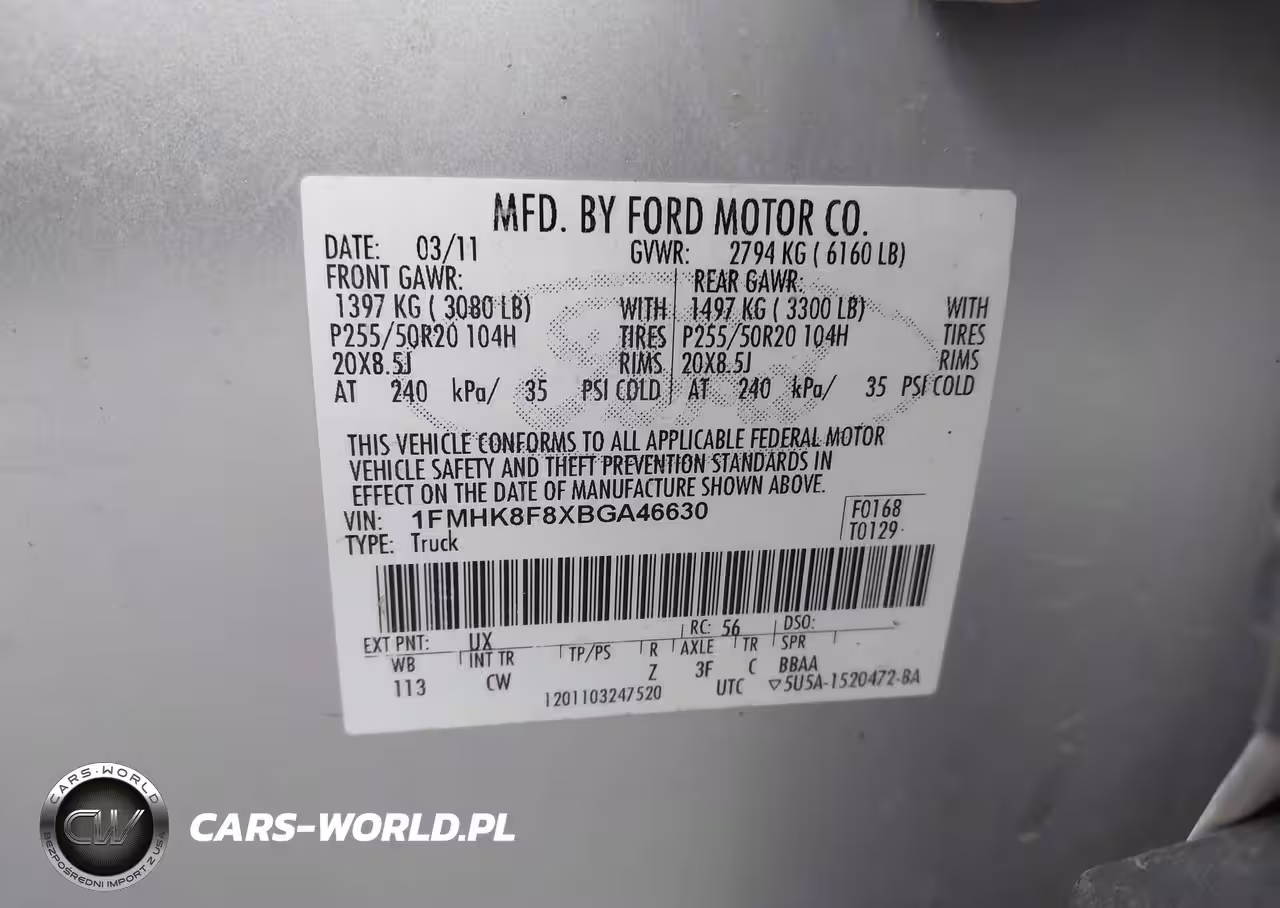 MFD. BY FORD MOTOR CO.
DATE: 03/11 GVWR: 2794 KG ( 6160 LB)
FRONT GAWR: REAR GAWR:
1397 KG ( 3080 LB) WITH 1497 KG ( 3300 LB) WITH
P255/50R20 104H TIRES P255/50R20 104H TIRES
20X8.5J RIMS 20X8.5J RIMS
AT 240 kPa/ 35 PSI COLD AT 240 kPa/ 35 PSI COLD
THIS VEHICLE CONFORMS TO ALL APPLICABLE FEDERAL MOTOR
VEHICLE SAFETY AND THEFT PREVENTION STANDARDS IN
EFFECT ON THE DATE OF MANUFACTURE SHOWN ABOVE.
VIN: 1FMHK8F8XBGA46630 F0168
TYPE: Truck T0129
EXT PNT: UX RC: 56 DSO:
WB INT TR TP/PS R AXLE TR SPR
113 CW Z 3F C BBAA
1201103247520 UTC ▽5U5A-1520472-BA
CARS-WORLD
CW
BEZPOŚREDNI IMPORT Z USA
CARS-WORLD.PL